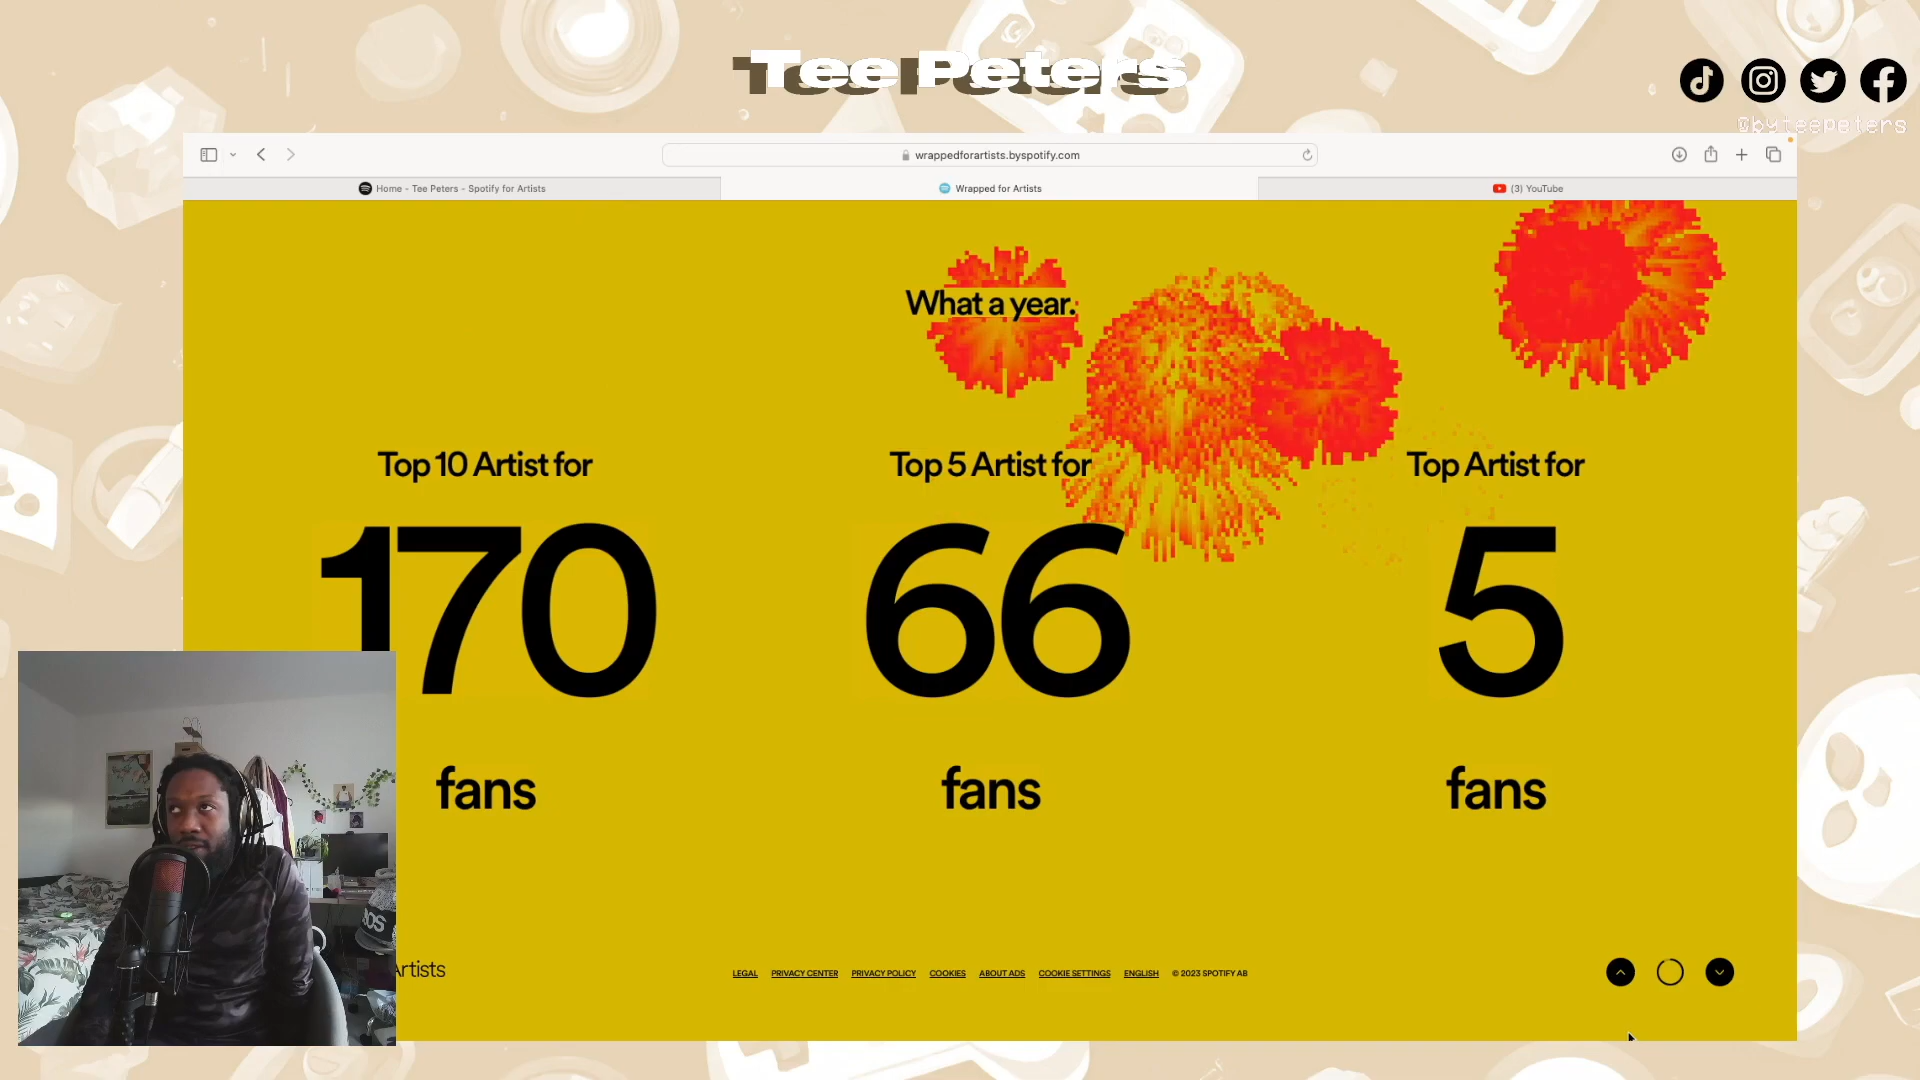 Tee Peters
@byteepeters
wrappedforartists.byspotify.com
Home – Tee Peters – Spotify for Artists
Wrapped for Artists
(3) YouTube
What a year.
Top 10 Artist for
170
fans
Top 5 Artist for
66
fans
Top Artist for
5
fans
Artists
LEGAL PRIVACY CENTER PRIVACY POLICY COOKIES ABOUT ADS COOKIE SETTINGS ENGLISH © 2023 SPOTIFY AB